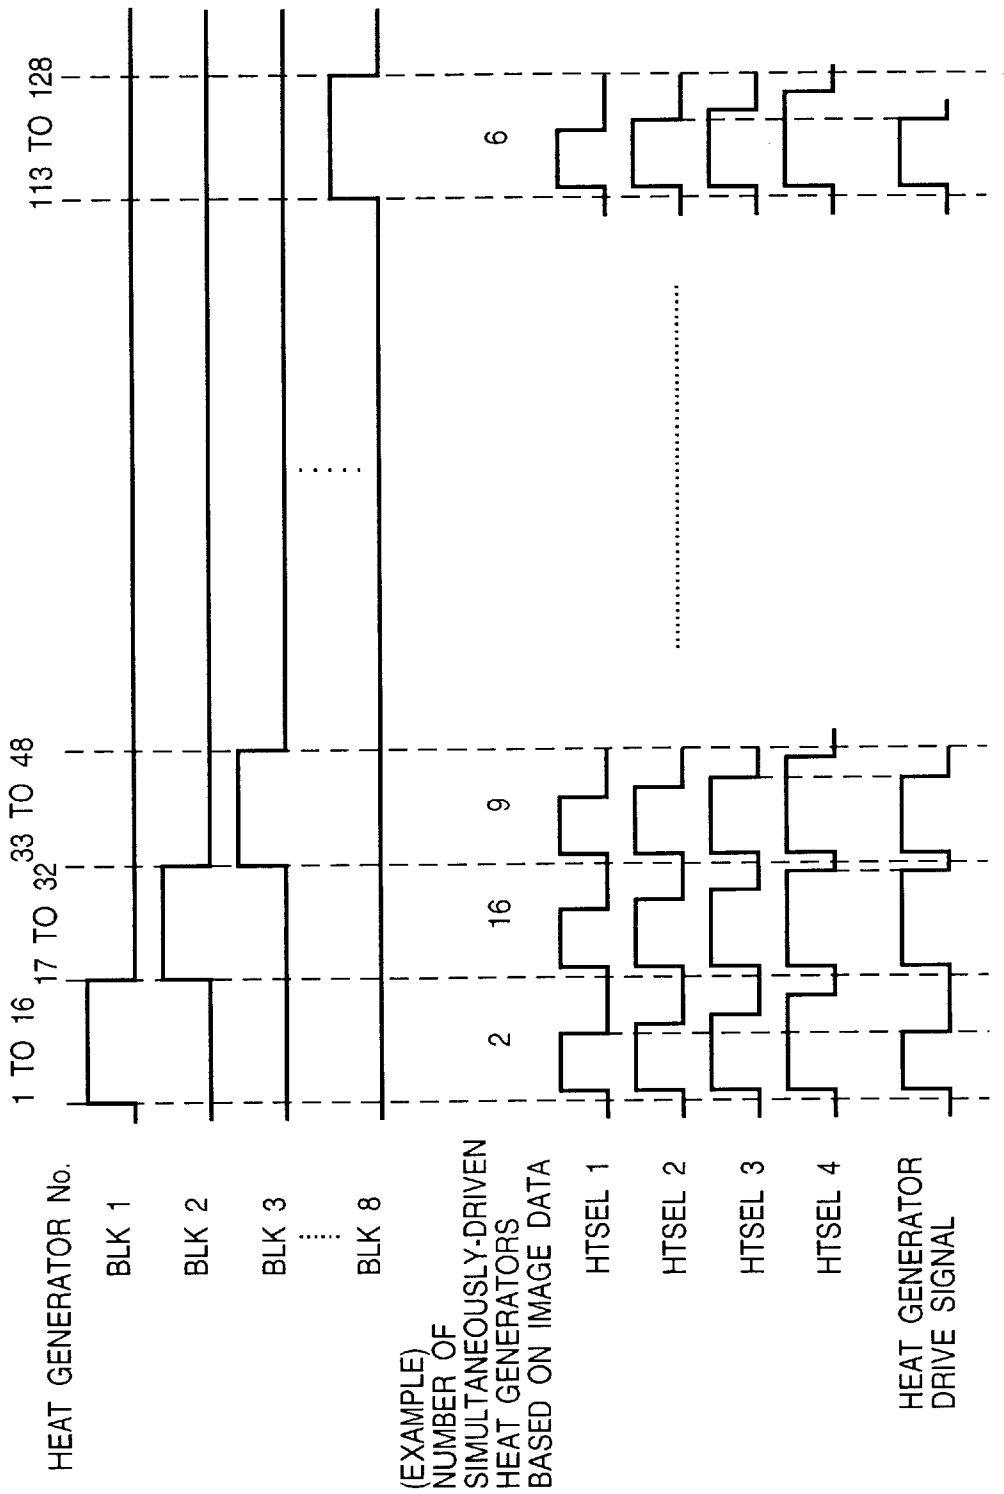 HEAT GENERATOR No.
1 TO 16
17 TO 32
33 TO 48
113 TO 128
BLK 1
BLK 2
BLK 3
BLK 8
(EXAMPLE)
NUMBER OF
SIMULTANEOUSLY-DRIVEN
HEAT GENERATORS
BASED ON IMAGE DATA
2
16
9
6
HTSEL 1
HTSEL 2
HTSEL 3
HTSEL 4
HEAT GENERATOR
DRIVE SIGNAL